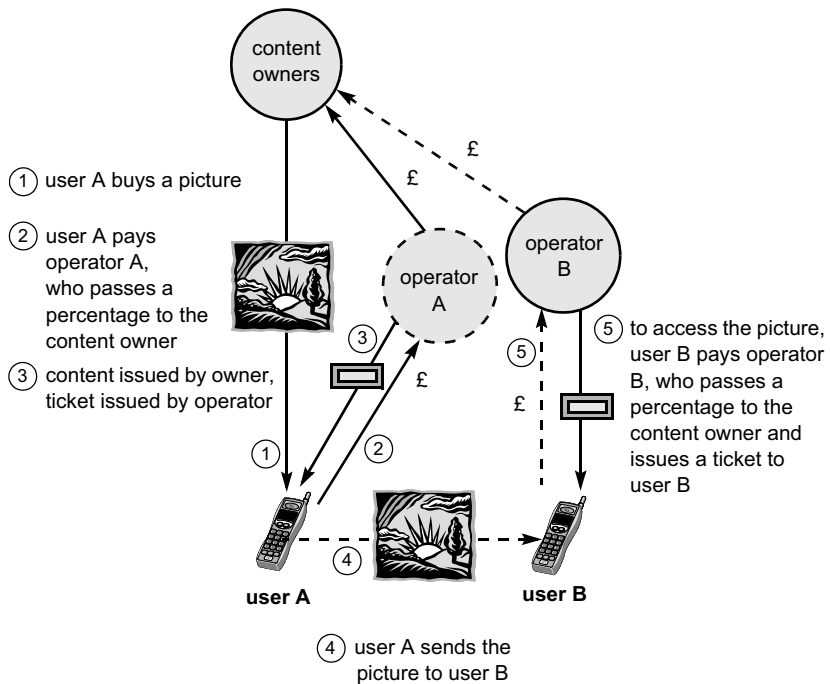 content
owners
£
£
1 user A buys a picture
2 user A pays
operator A,
who passes a
percentage to the
content owner
3 content issued by owner,
ticket issued by operator
operator
A
operator
B
3
£
5
£
5 to access the picture,
user B pays operator
B, who passes a
percentage to the
content owner and
issues a ticket to
user B
1
2
4
user A
user B
4 user A sends the
picture to user B